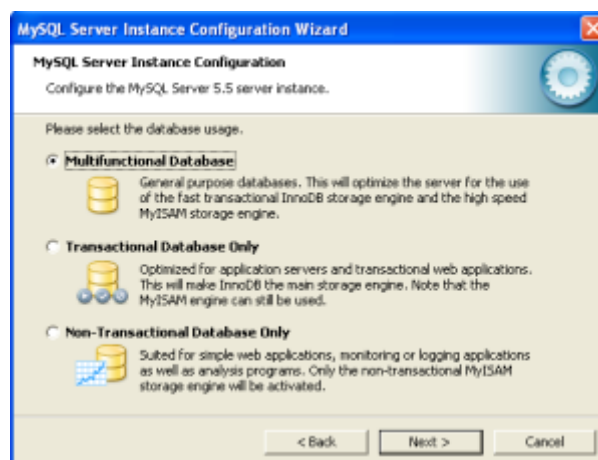 MySQL Server Instance Configuration Wizard
MySQL Server Instance Configuration
Configure the MySQL Server 5.5 server instance.
Please select the database usage.
Multifunctional Database
General purpose databases. This will optimize the server for the use
of the fast transactional InnoDB storage engine and the high speed
MyISAM storage engine.
Transactional Database Only
Optimized for application servers and transactional web applications.
This will make InnoDB the main storage engine. Note that the
MyISAM engine can still be used.
Non-Transactional Database Only
Suited for simple web applications, monitoring or logging applications
as well as analysis programs. Only the non-transactional MyISAM
storage engine will be activated.
< Back Next > Cancel